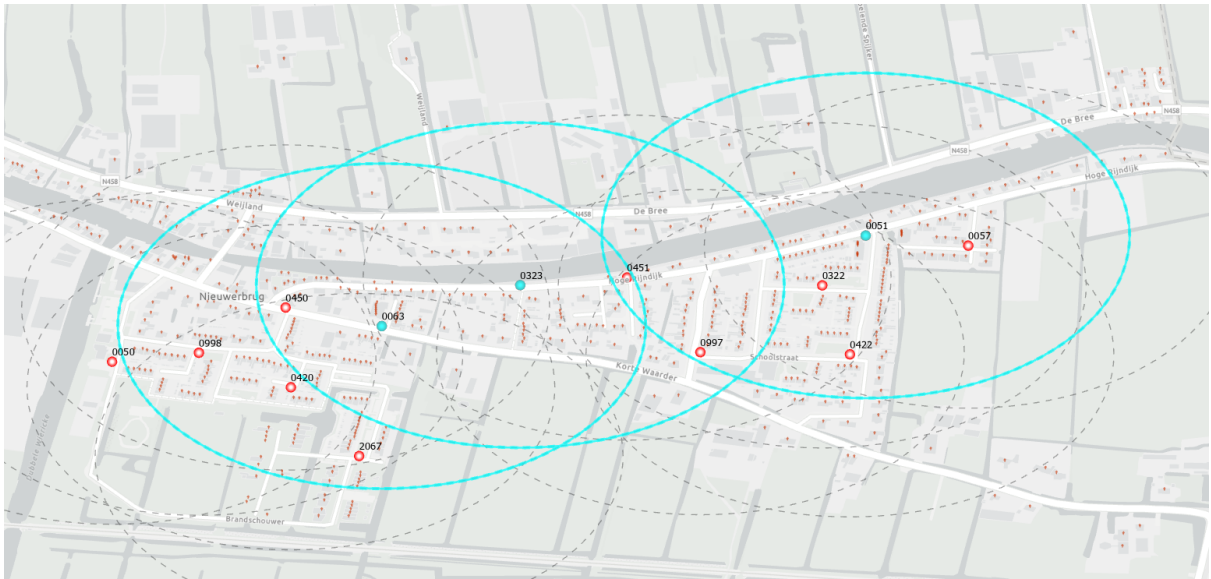 N458
De Bree
N458
Hoge Rijndijk
N458
Weijland
Weijland
N458
De Bree
0051
0057
0451
0323
0322
Nieuwerbrug
0450
0063
0998
0050
0997
0422
Schoolstraat
Korte Waarder
0420
2067
Brandschouwer